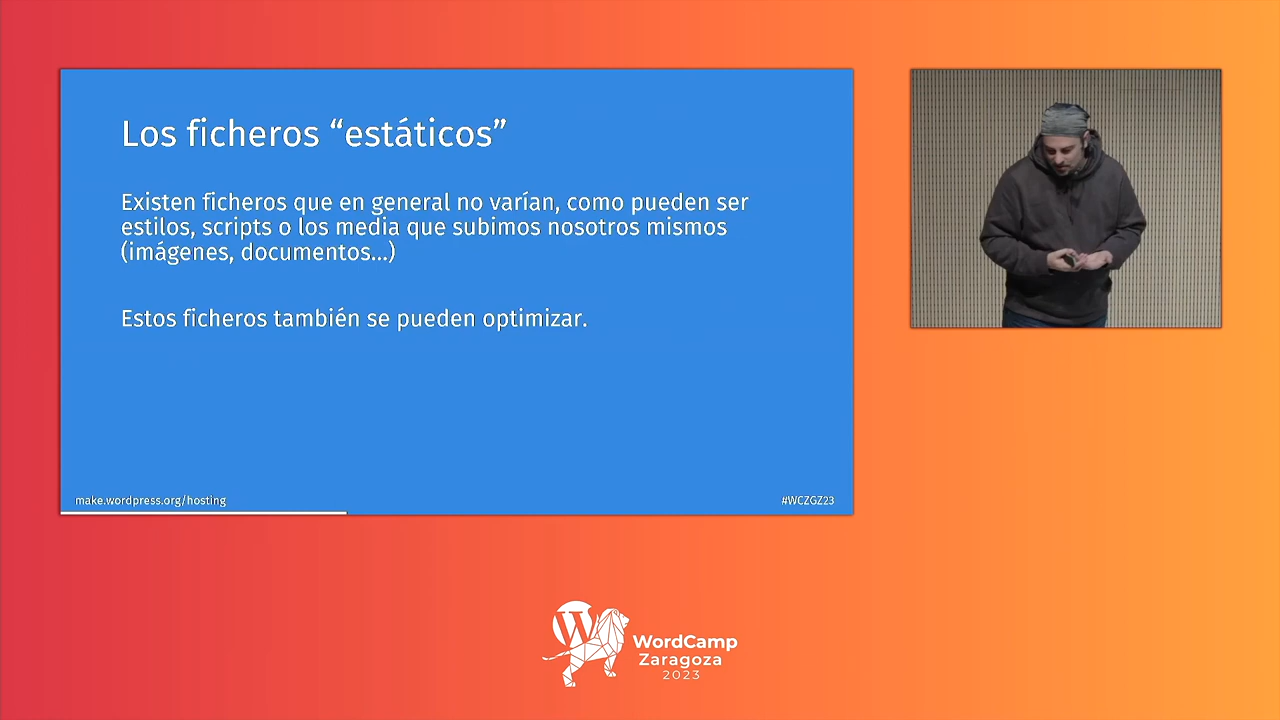 Los ficheros “estáticos”
Existen ficheros que en general no varían, como pueden ser
estilos, scripts o los media que subimos nosotros mismos
(imágenes, documentos...)
Estos ficheros también se pueden optimizar.
make.wordpress.org/hosting
#WCZGZ23
W
WordCamp
Zaragoza
2023